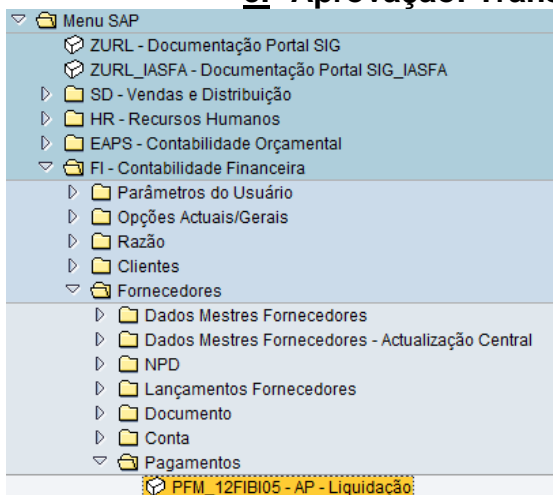 Aprovação:
Menu SAP
ZURL - Documentação Portal SIG
ZURL_IASFA - Documentação Portal SIG_IASFA
SD - Vendas e Distribuição
HR - Recursos Humanos
EAPS - Contabilidade Orçamental
FI - Contabilidade Financeira
Parâmetros do Usuário
Opções Actuais/Gerais
Razão
Clientes
Fornecedores
Dados Mestres Fornecedores
Dados Mestres Fornecedores - Actualização Central
NPD
Lançamentos Fornecedores
Documento
Conta
Pagamentos
PFM_12FIBI05 - AP - Liquidação